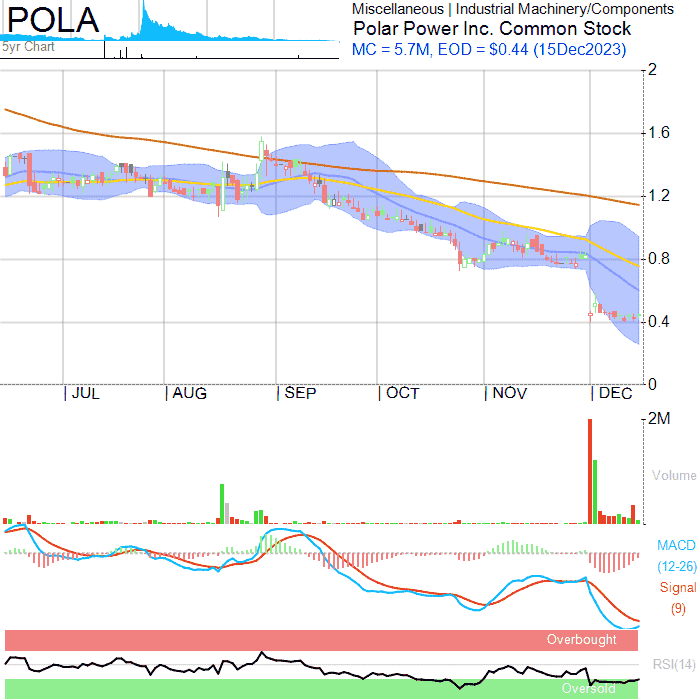 POLA
5yr Chart
Miscellaneous | Industrial Machinery/Components
Polar Power Inc. Common Stock
MC = 5.7M, EOD = $0.44 (15Dec2023)
2
1.6
1.2
0.8
0.4
0
JUL AUG SEP OCT NOV DEC
2M
Volume
MACD
(12-26)
Signal
(9)
Overbought
RSI(14)
Oversold